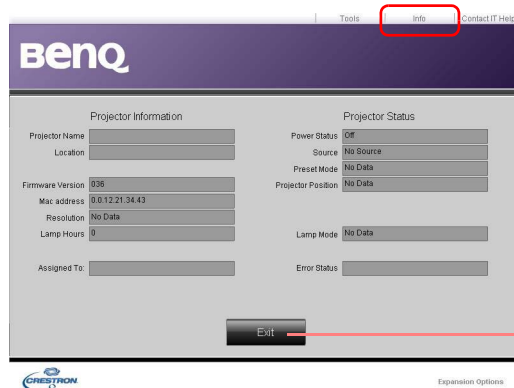 Tools Info Contact IT Help
BenQ
Projector Information
Projector Name
Location
Firmware Version 036
Mac address 0.0.12.21.34.43
Resolution No Data
Lamp Hours 0
Assigned To:
Projector Status
Power Status Off
Source No Source
Preset Mode No Data
Projector Position No Data
Lamp Mode No Data
Error Status
Exit
CRESTRON
Expansion Options